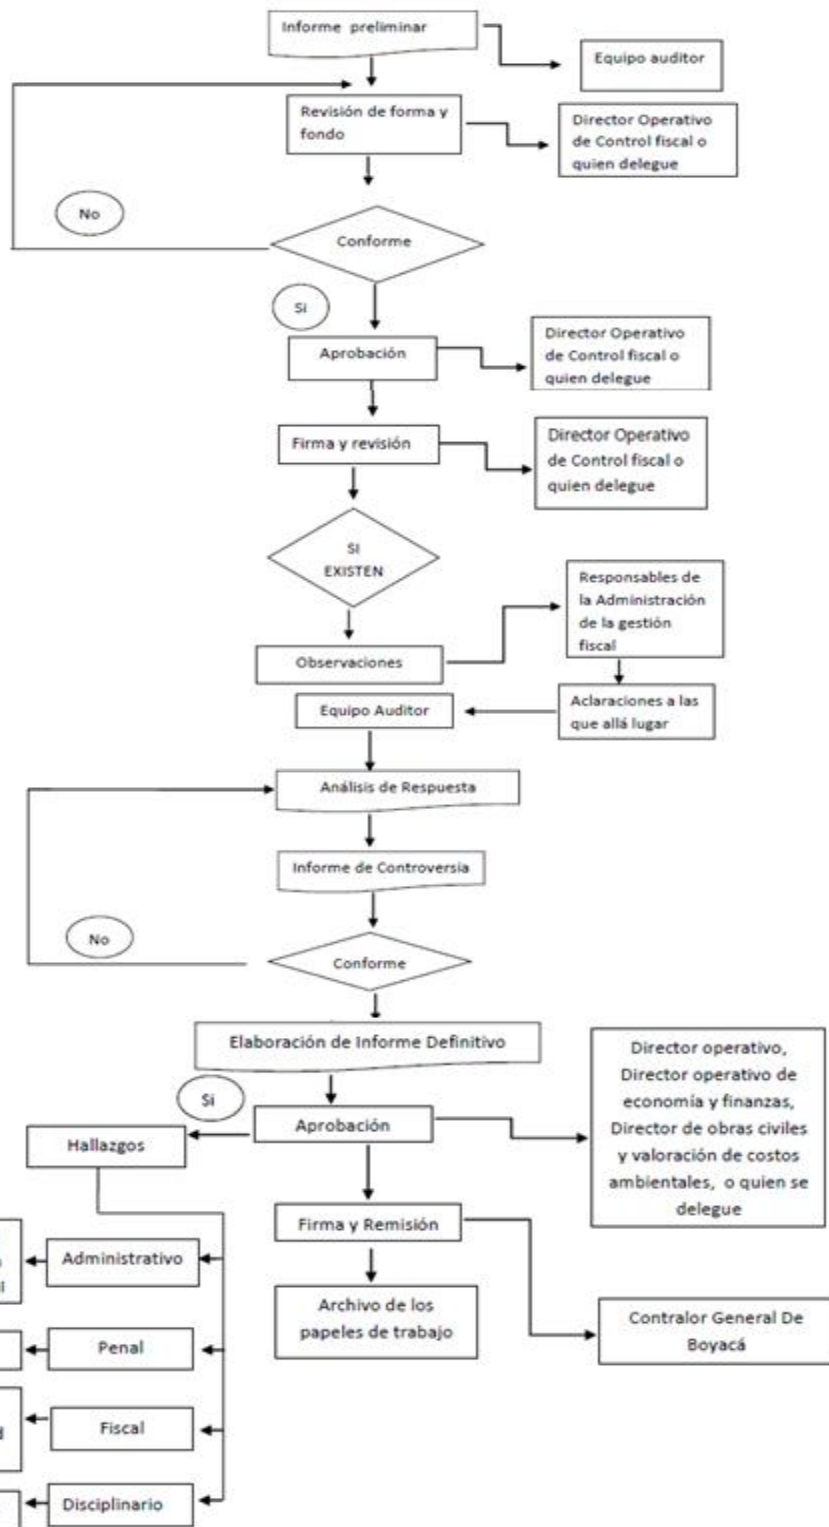 Informe preliminar
Equipo auditor
Revisión de forma y
fondo
Director Operativo
de Control fiscal o
quien delegue
No
Conforme
Si
Aprobación
Director Operativo
de Control fiscal o
quien delegue
Firma y revisión
Director Operativo
de Control fiscal o
quien delegue
SI
EXISTEN
Responsables de
la Administración
de la gestión
fiscal
Observaciones
Equipo Auditor
Aclaraciones a las
que allá lugar
Análisis de Respuesta
Informe de Controversia
No
Conforme
Elaboración de Informe Definitivo
Si
Aprobación
Director operativo,
Director operativo de
economía y finanzas,
Director de obras civiles
y valoración de costos
ambientales, o quien se
delegue
Hallazgos
Firma y Remisión
Administrativo
Archivo de los
papeles de trabajo
Contralor General De
Boyacá
Penal
Fiscal
Disciplinario